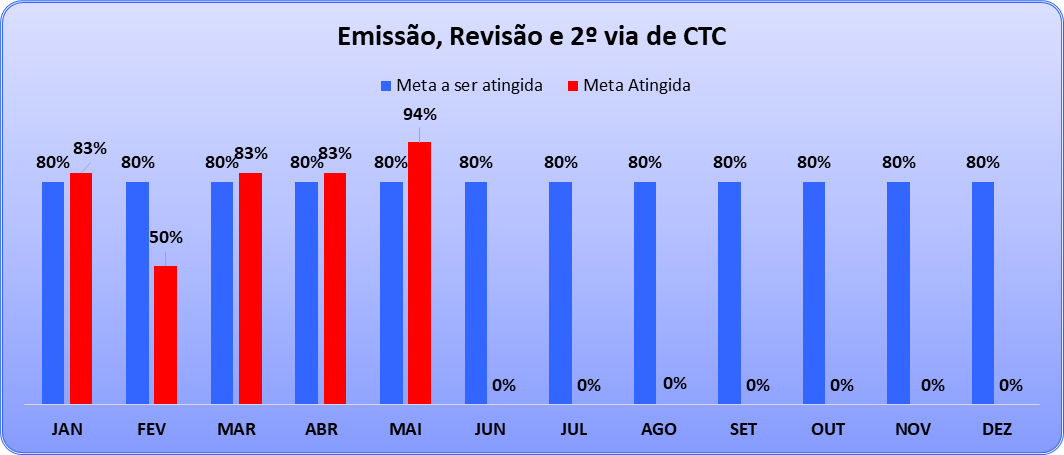 Emissão, Revisão e 2º via de CTC
Meta a ser atingida Meta Atingida
94%
80% 83% 80% 80% 83% 80% 83% 80% 80% 80% 80% 80% 80% 80% 80%
50%
0% 0% 0% 0% 0% 0% 0%
JAN FEV MAR ABR MAI JUN JUL AGO SET OUT NOV DEZ